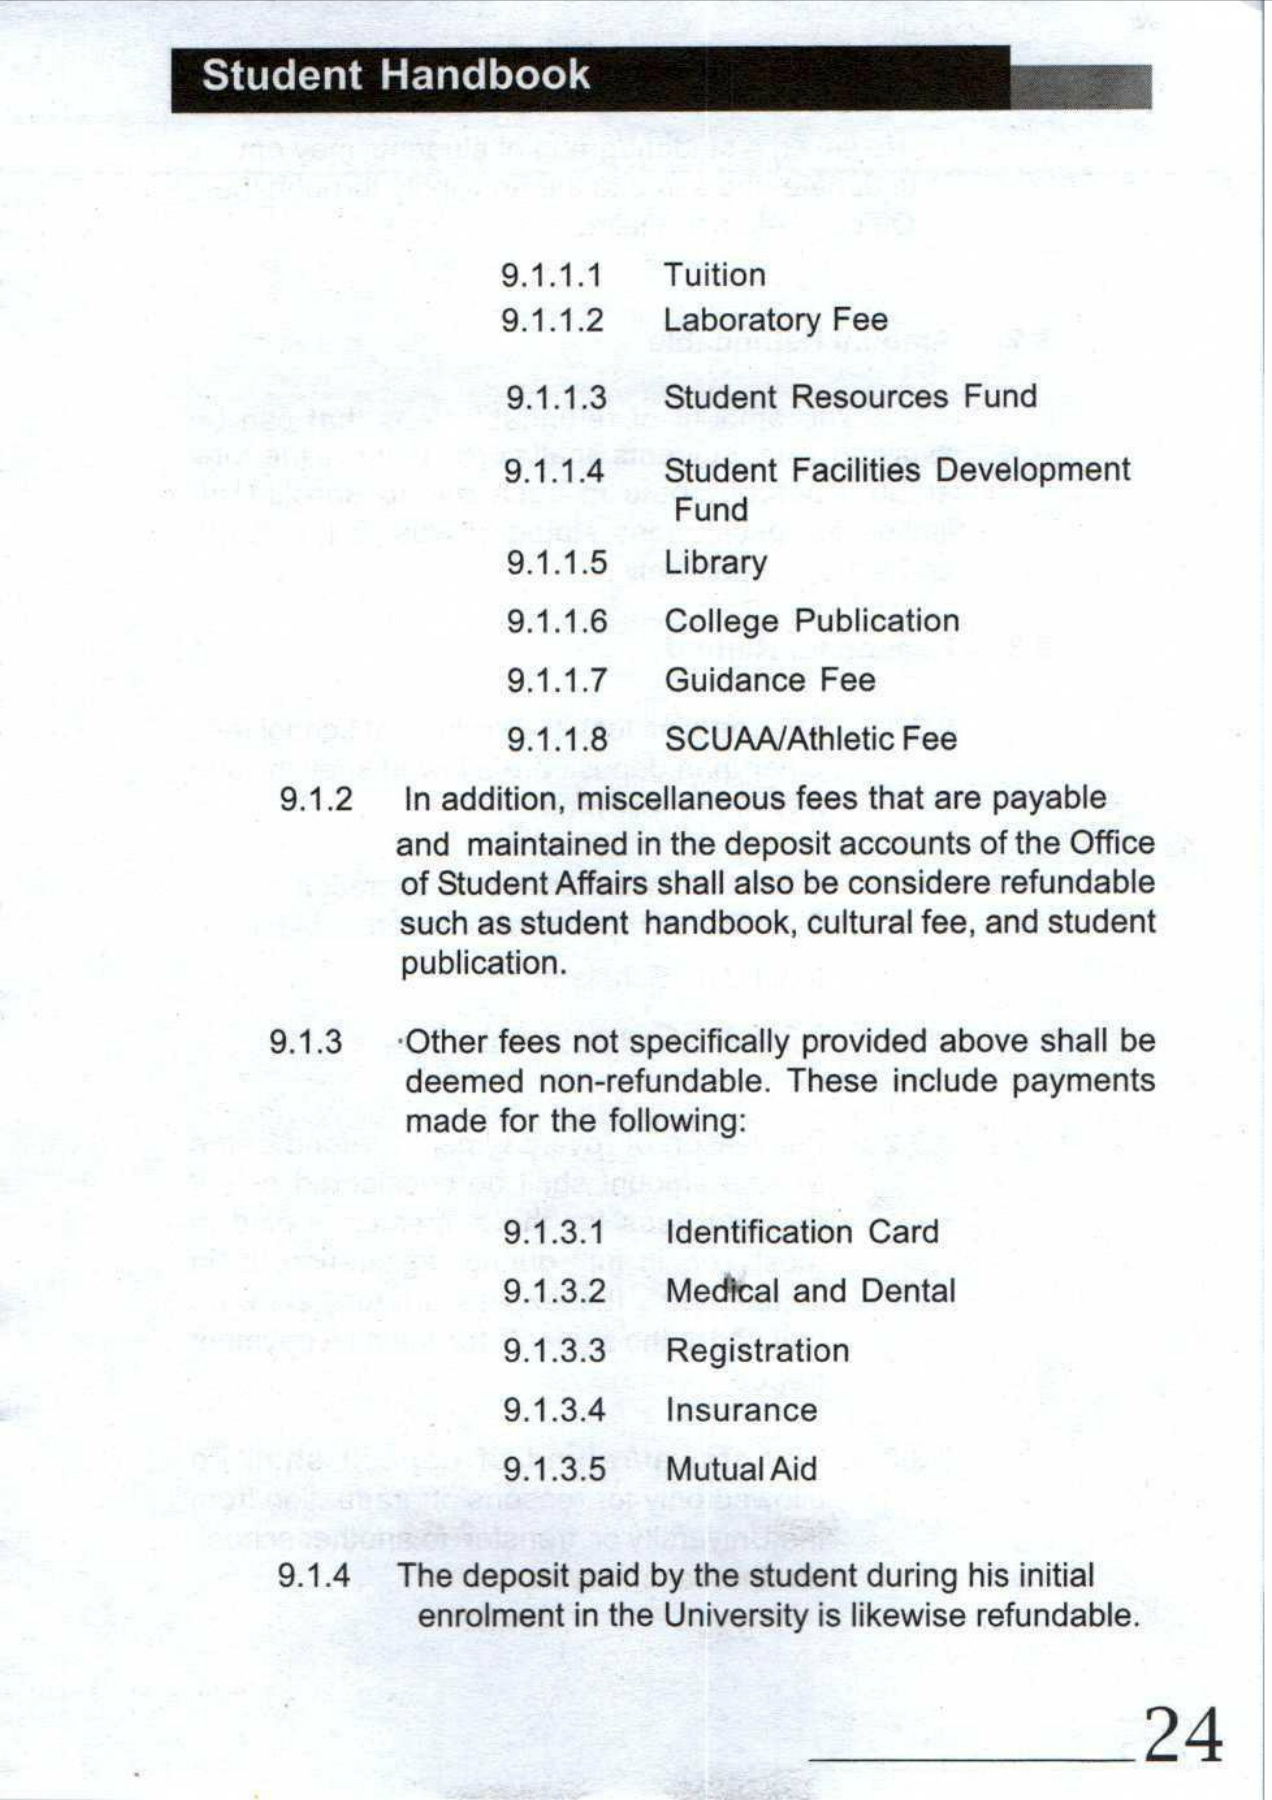 Student Handbook
9.1.1.1 Tuition
9.1.1.2 Laboratory Fee
9.1.1.3 Student Resources Fund
9.1.1.4 Student Facilities Development
Fund
9.1.1.5 Library
9.1.1.6 College Publication
9.1.1.7 Guidance Fee
9.1.1.8 SCUAA/Athletic Fee
9.1.2 In addition, miscellaneous fees that are payable
and maintained in the deposit accounts of the Office
of Student Affairs shall also be considere refundable
such as student handbook, cultural fee, and student
publication.
9.1.3 Other fees not specifically provided above shall be
deemed non-refundable. These include payments
made for the following:
9.1.3.1 Identification Card
9.1.3.2 Medical and Dental
9.1.3.3 Registration
9.1.3.4 Insurance
9.1.3.5 Mutual Aid
9.1.4 The deposit paid by the student during his initial
enrolment in the University is likewise refundable.
24